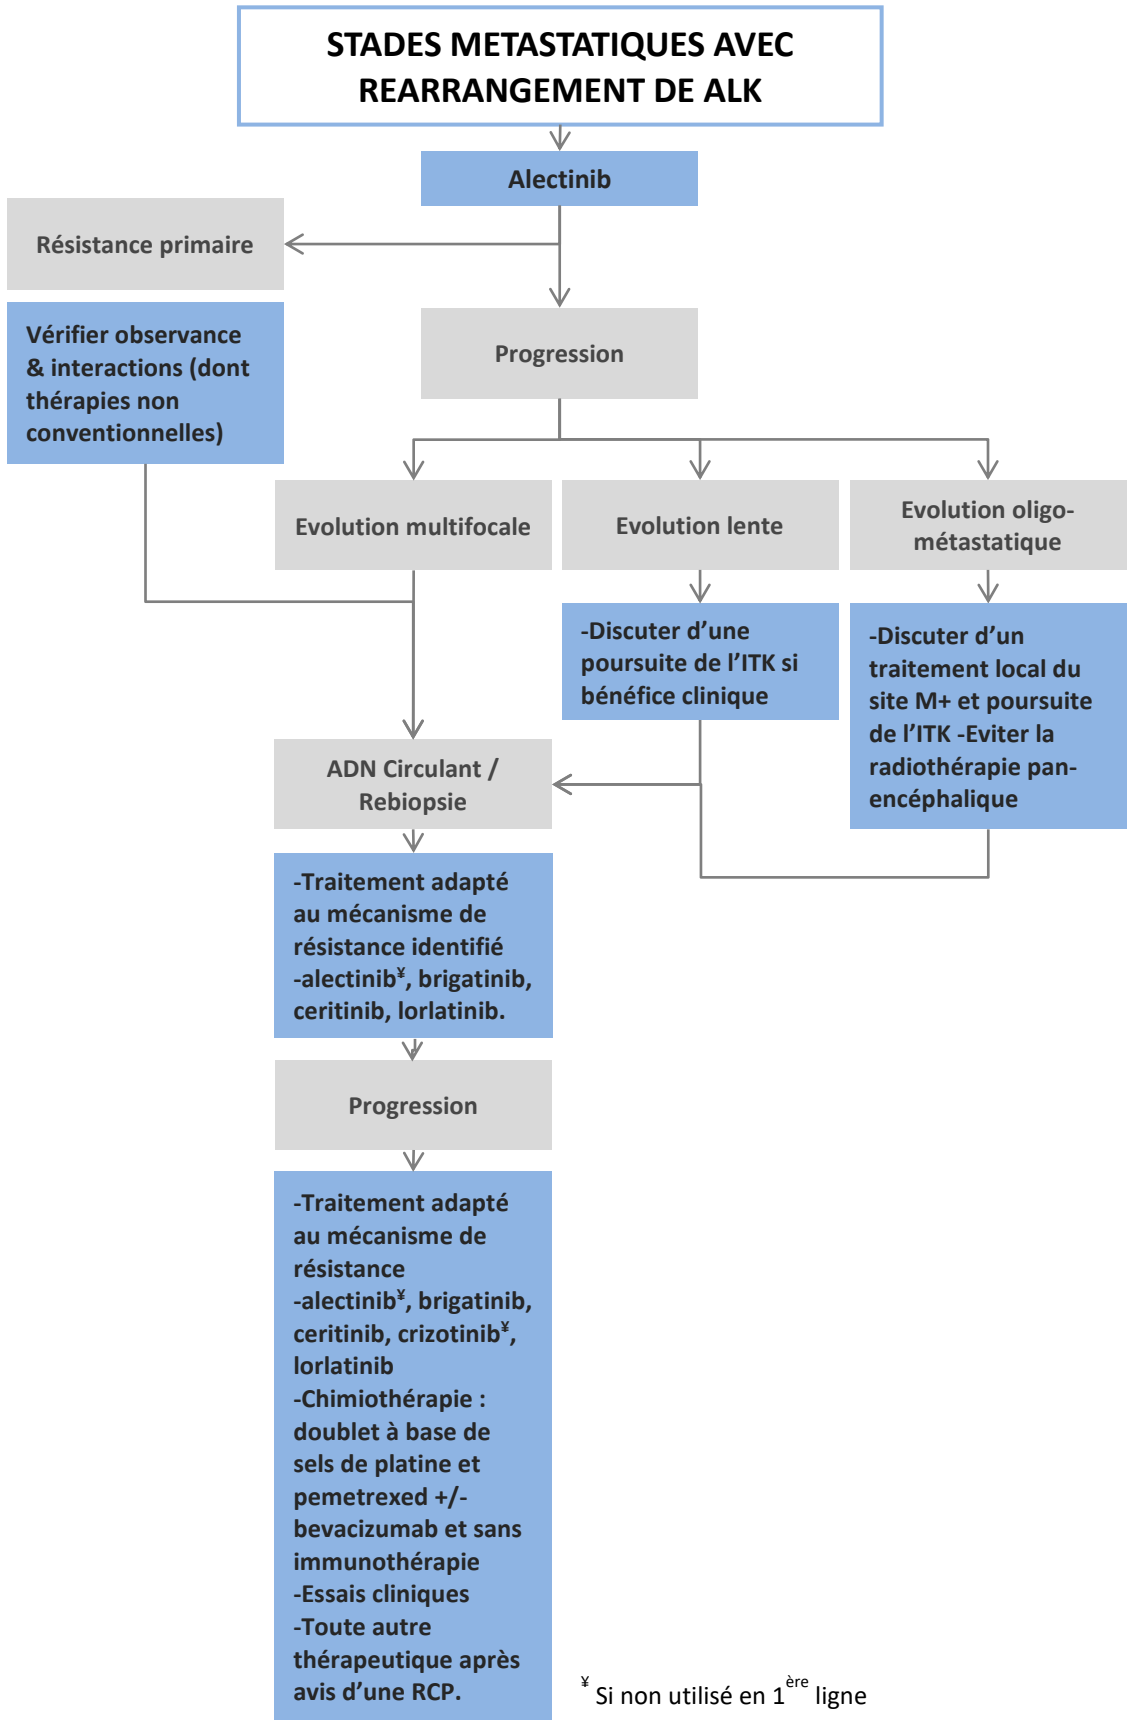 STADES METASTATIQUES AVEC
REARRANGEMENT DE ALK
Alectinib
Résistance primaire
Vérifier observance
& interactions (dont
thérapies non
conventionnelles)
Progression
Evolution multifocale
Evolution lente
Evolution oligo-
métastatique
-Discuter d’une
poursuite de l’ITK si
bénéfice clinique
-Discuter d’un
traitement local du
site M+ et poursuite
de l’ITK -Eviter la
radiothérapie pan-
encéphalique
ADN Circulant /
Rebiopsie
-Traitement adapté
au mécanisme de
résistance identifié
-alectinib¥, brigatinib,
ceritinib, lorlatinib.
Progression
-Traitement adapté
au mécanisme de
résistance
-alectinib¥, brigatinib,
ceritinib, crizotinib¥,
lorlatinib
-Chimiothérapie :
doublet à base de
sels de platine et
pemetrexed +/-
bevacizumab et sans
immunothérapie
-Essais cliniques
-Toute autre
thérapeutique après
avis d’une RCP.
¥ Si non utilisé en 1ère ligne